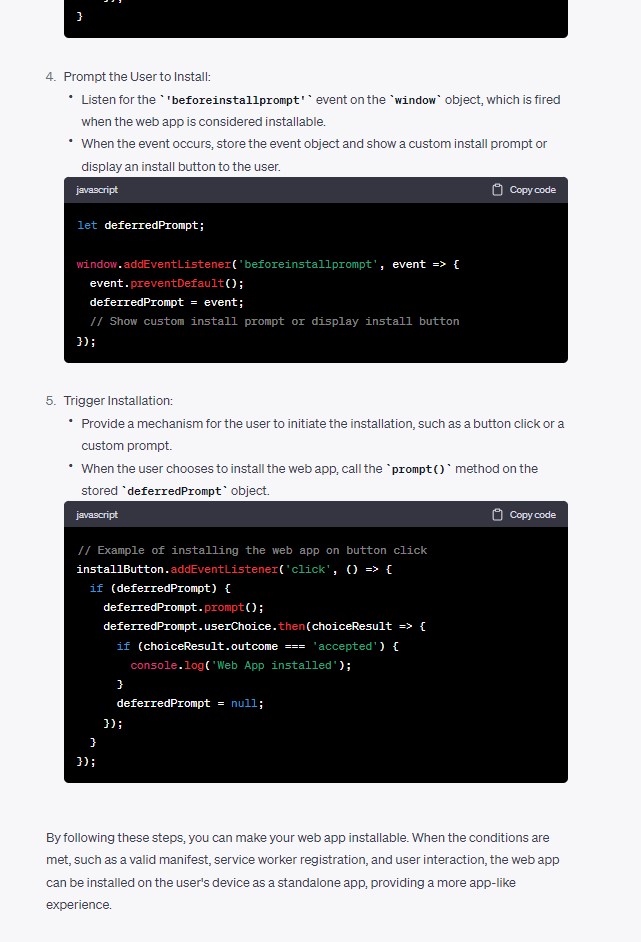 }
4. Prompt the User to Install:
• Listen for the `'beforeinstallprompt'` event on the `window` object, which is fired
when the web app is considered installable.
• When the event occurs, store the event object and show a custom install prompt or
display an install button to the user.
javascript Copy code
let deferredPrompt;
window.addEventListener('beforeinstallprompt', event => {
  event.preventDefault();
  deferredPrompt = event;
  // Show custom install prompt or display install button
});
5. Trigger Installation:
• Provide a mechanism for the user to initiate the installation, such as a button click or a
custom prompt.
• When the user chooses to install the web app, call the `prompt()` method on the
stored `deferredPrompt` object.
javascript Copy code
// Example of installing the web app on button click
installButton.addEventListener('click', () => {
  if (deferredPrompt) {
    deferredPrompt.prompt();
    deferredPrompt.userChoice.then(choiceResult => {
      if (choiceResult.outcome === 'accepted') {
        console.log('Web App installed');
      }
      deferredPrompt = null;
    });
  }
});
By following these steps, you can make your web app installable. When the conditions are
met, such as a valid manifest, service worker registration, and user interaction, the web app
can be installed on the user's device as a standalone app, providing a more app-like
experience.